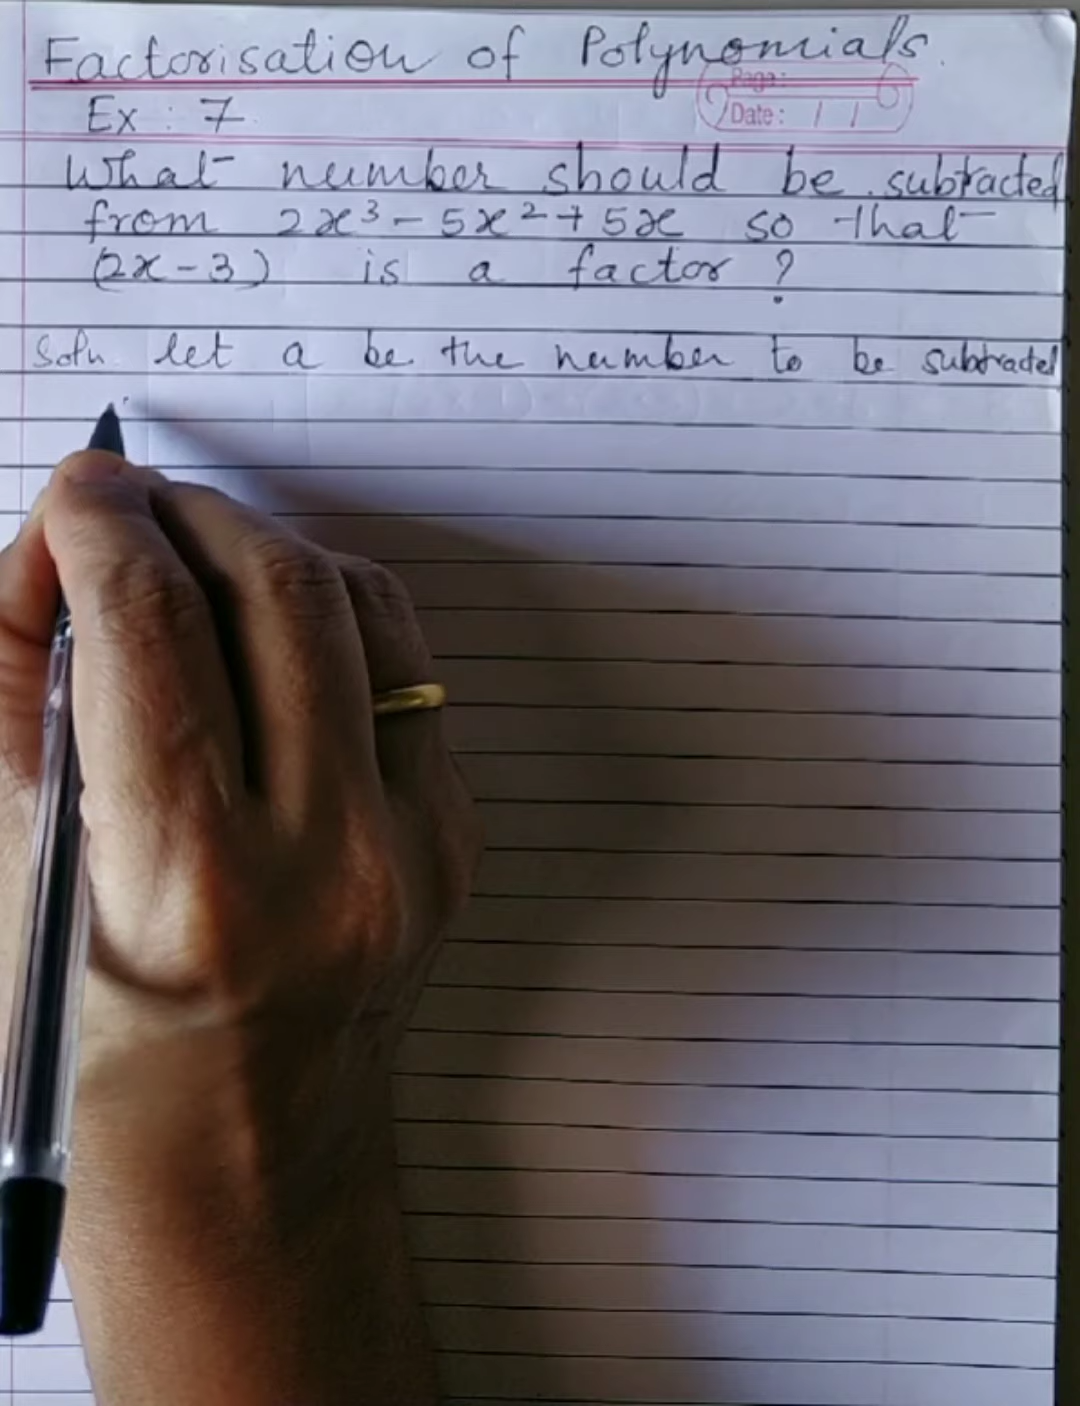 Factorisation of Polynomials.
Page:
Ex : 7.
Date : / /
What number should be subtracted
from 2x³ - 5x² + 5x so that
(2x - 3) is a factor ?
Soln. let a be the number to be subtracted